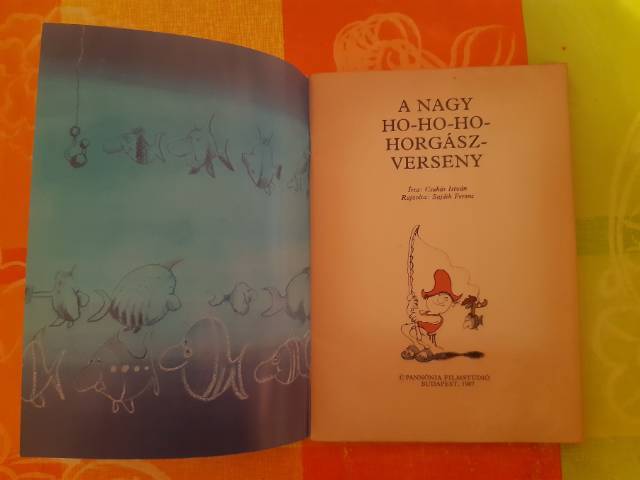 A NAGY
HO-HO-HO-
HORGÁSZ-
VERSENY
Írta: Csukás István
Rajzolta: Sajdik Ferenc
© PANNÓNIA FILMSTÚDIÓ
BUDAPEST, 1987